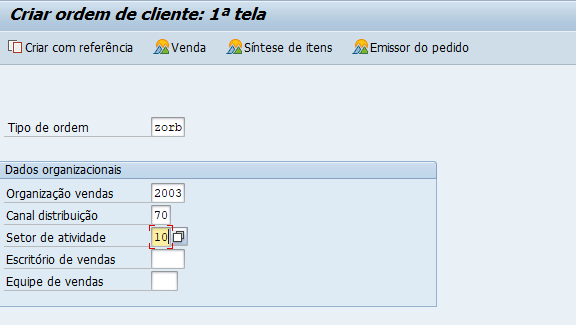 Criar ordem de cliente: 1ª tela
Criar com referência Venda Síntese de itens Emissor do pedido
Tipo de ordem zorb
Dados organizacionais
Organização vendas 2003
Canal distribuição 70
Setor de atividade 10
Escritório de vendas
Equipe de vendas